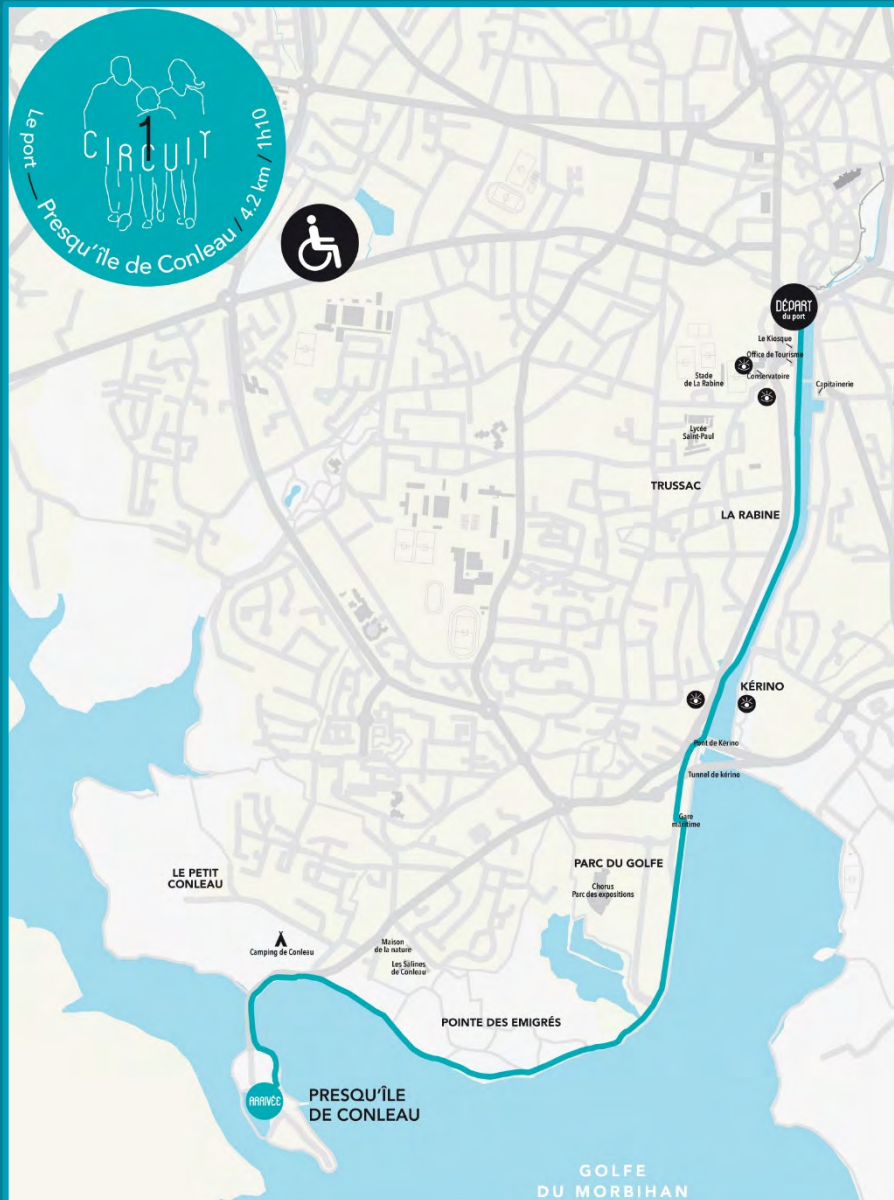 1
CIRCUIT
Le port — Presqu'île de Conleau / 4.2 km / 1h10
DÉPART
du port
Le Kiosque
Office de Tourisme
Conservatoire
Stade
de La Rabine
Capitainerie
Lycée
Saint-Paul
TRUSSAC
LA RABINE
KÉRINO
Pont de Kérino
Tunnel de kérino
Gare
maritime
PARC DU GOLFE
Chorus
Parc des expositions
LE PETIT
CONLEAU
Camping de Conleau
Maison
de la nature
Les Salines
de Conleau
POINTE DES EMIGRÉS
ARRIVÉE
PRESQU'ÎLE
DE CONLEAU
GOLFE
DU MORBIHAN